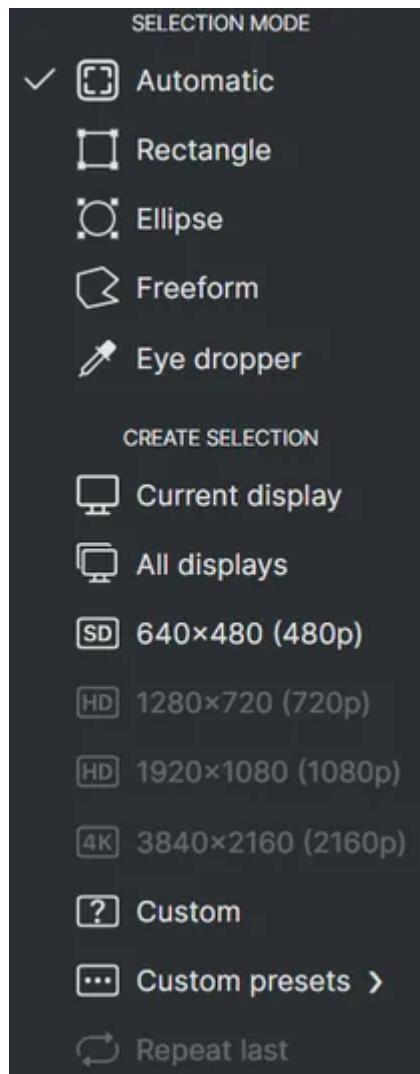 SELECTION MODE
Automatic
Rectangle
Ellipse
Freeform
Eye dropper
CREATE SELECTION
Current display
All displays
SD 640×480 (480p)
HD 1280×720 (720p)
HD 1920×1080 (1080p)
4K 3840×2160 (2160p)
? Custom
Custom presets ❯
Repeat last